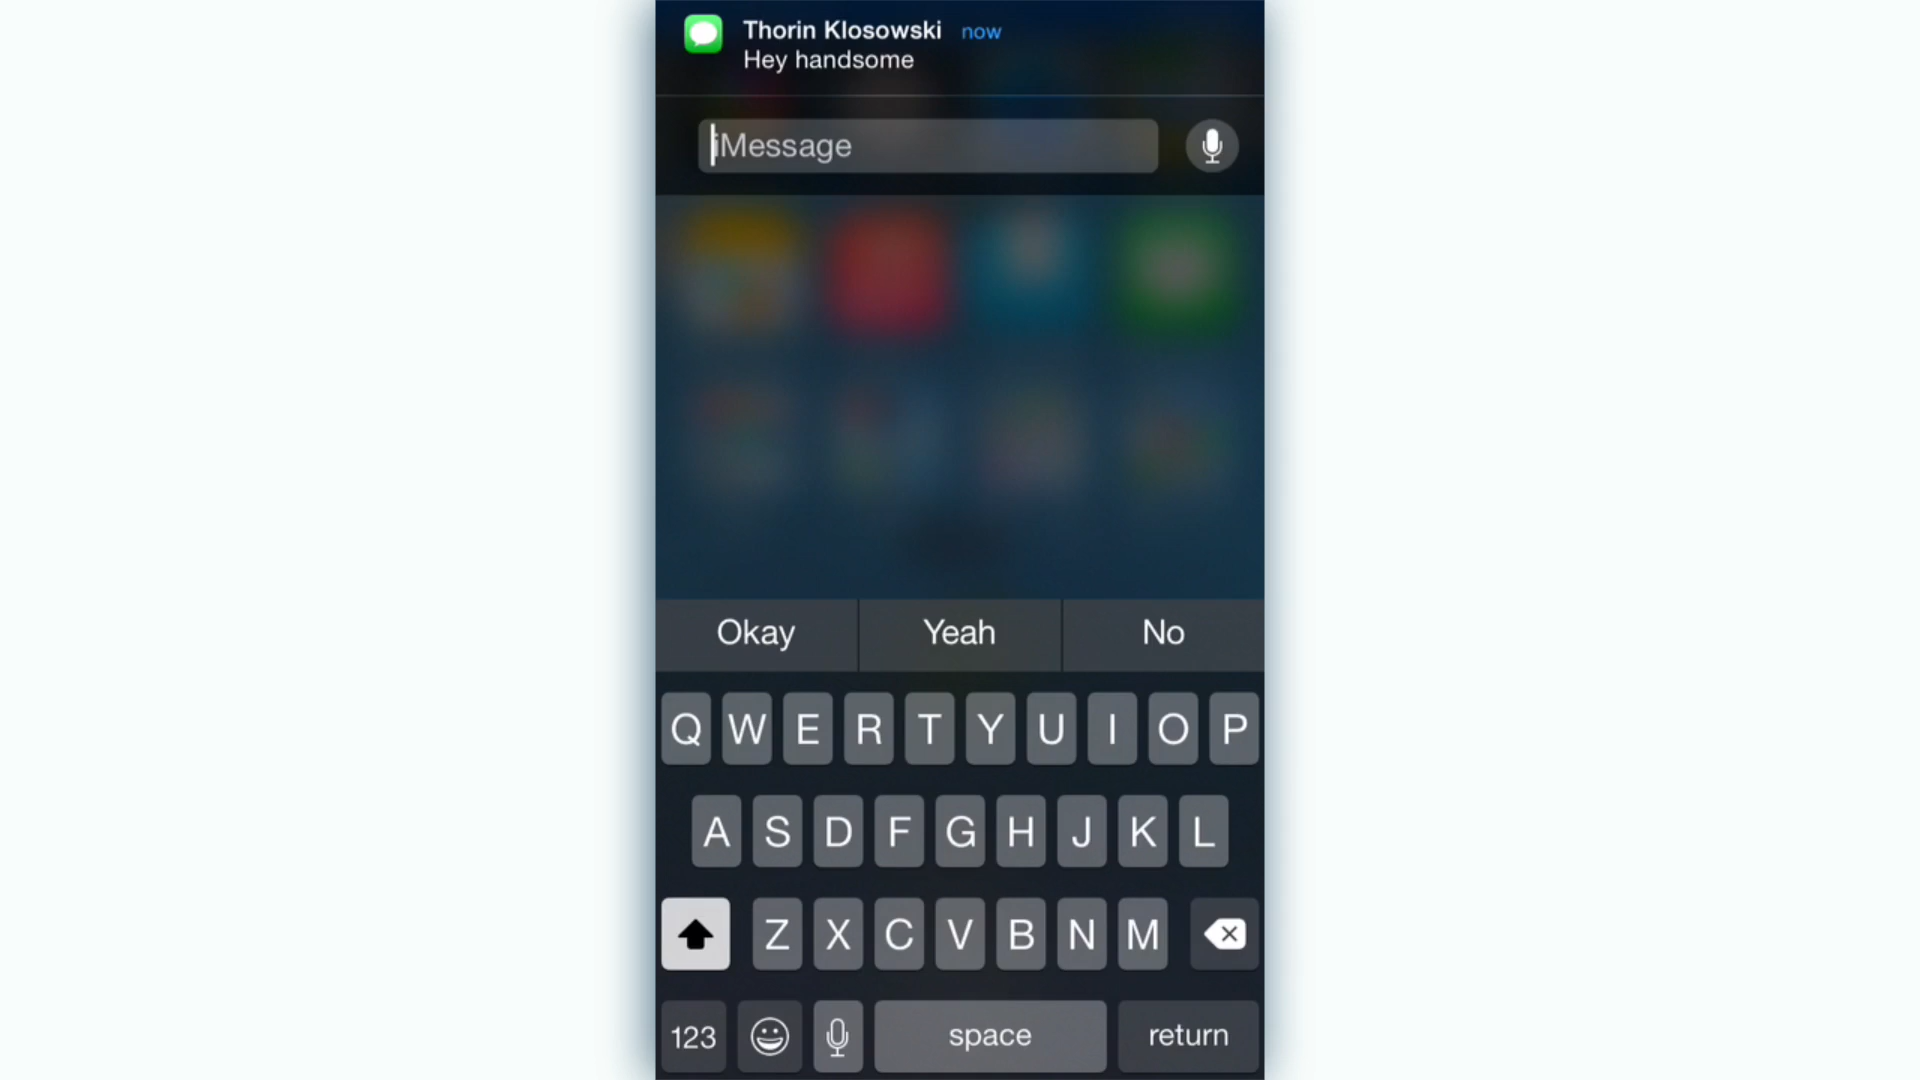 Thorin Klosowski now
Hey handsome
iMessage
Okay Yeah No
Q W E R T Y U I O P
A S D F G H J K L
Z X C V B N M
123 space return